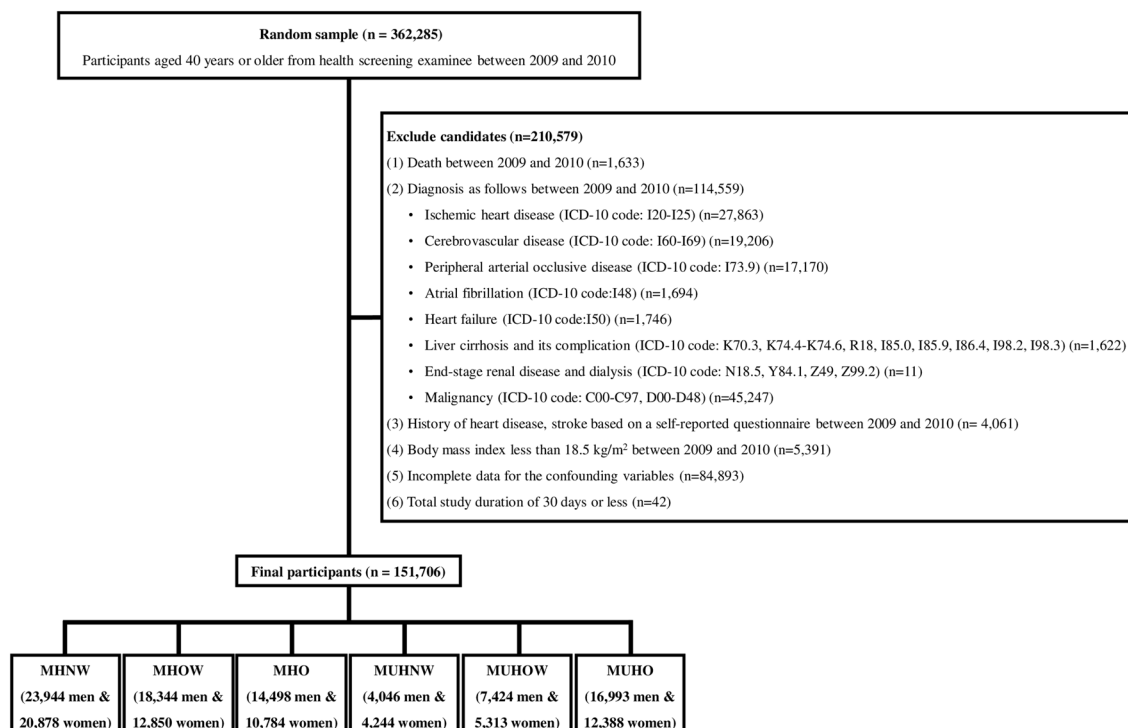 Random sample (n = 362,285)
Participants aged 40 years or older from health screening examinee between 2009 and 2010
Exclude candidates (n=210,579)
(1) Death between 2009 and 2010 (n=1,633)
(2) Diagnosis as follows between 2009 and 2010 (n=114,559)
• Ischemic heart disease (ICD-10 code: I20-I25) (n=27,863)
• Cerebrovascular disease (ICD-10 code: I60-I69) (n=19,206)
• Peripheral arterial occlusive disease (ICD-10 code: I73.9) (n=17,170)
• Atrial fibrillation (ICD-10 code:I48) (n=1,694)
• Heart failure (ICD-10 code:I50) (n=1,746)
• Liver cirrhosis and its complication (ICD-10 code: K70.3, K74.4-K74.6, R18, I85.0, I85.9, I86.4, I98.2, I98.3) (n=1,622)
• End-stage renal disease and dialysis (ICD-10 code: N18.5, Y84.1, Z49, Z99.2) (n=11)
• Malignancy (ICD-10 code: C00-C97, D00-D48) (n=45,247)
(3) History of heart disease, stroke based on a self-reported questionnaire between 2009 and 2010 (n= 4,061)
(4) Body mass index less than 18.5 kg/m² between 2009 and 2010 (n=5,391)
(5) Incomplete data for the confounding variables (n=84,893)
(6) Total study duration of 30 days or less (n=42)
Final participants (n = 151,706)
MHNW
(23,944 men &
20,878 women)
MHOW
(18,344 men &
12,850 women)
MHO
(14,498 men &
10,784 women)
MUHNW
(4,046 men &
4,244 women)
MUHOW
(7,424 men &
5,313 women)
MUHO
(16,993 men &
12,388 women)